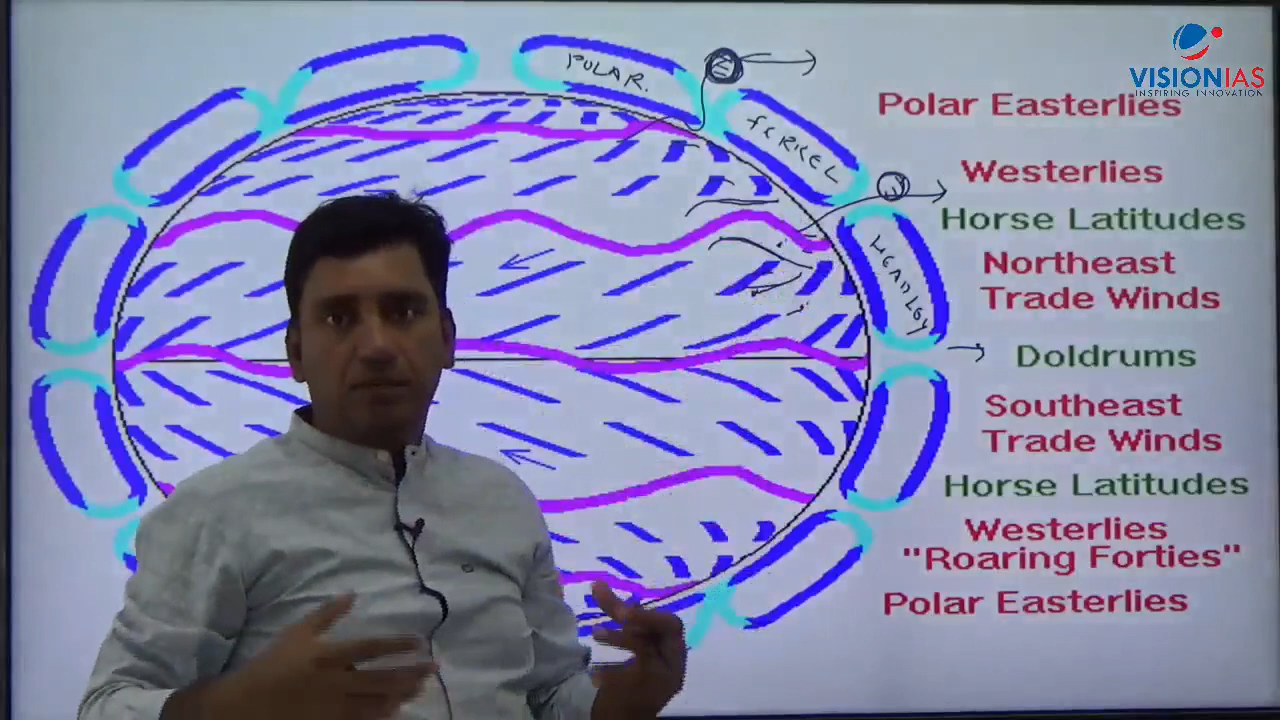 VISIONIAS
INSPIRING INNOVATION
POLAR.
Polar Easterlies
FERREL
Westerlies
Horse Latitudes
HEADLEY
Northeast
Trade Winds
Doldrums
Southeast
Trade Winds
Horse Latitudes
Westerlies
"Roaring Forties"
Polar Easterlies